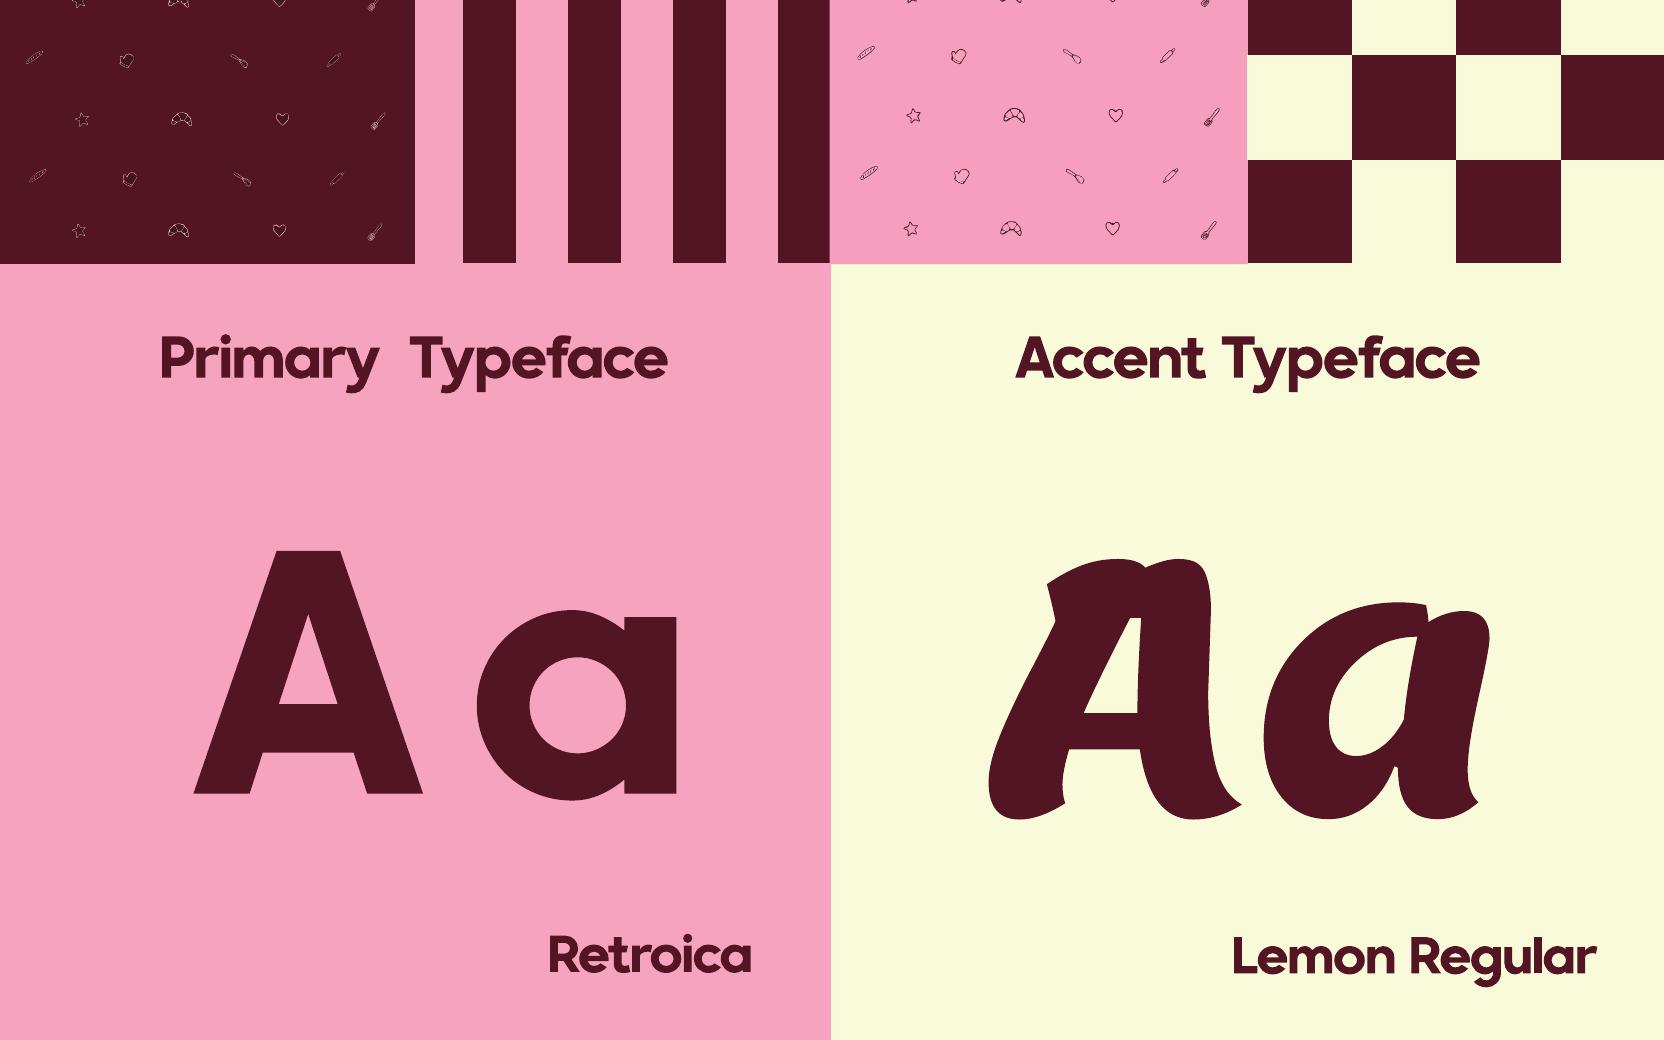 Primary Typeface
Accent Typeface
Aa
Aa
Retroica
Lemon Regular